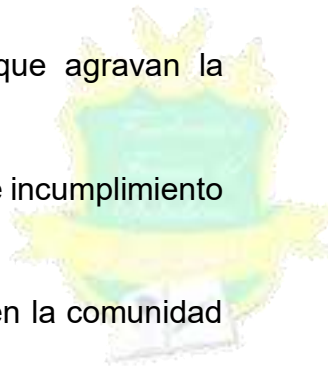 que agravan la
incumplimiento
en la comunidad